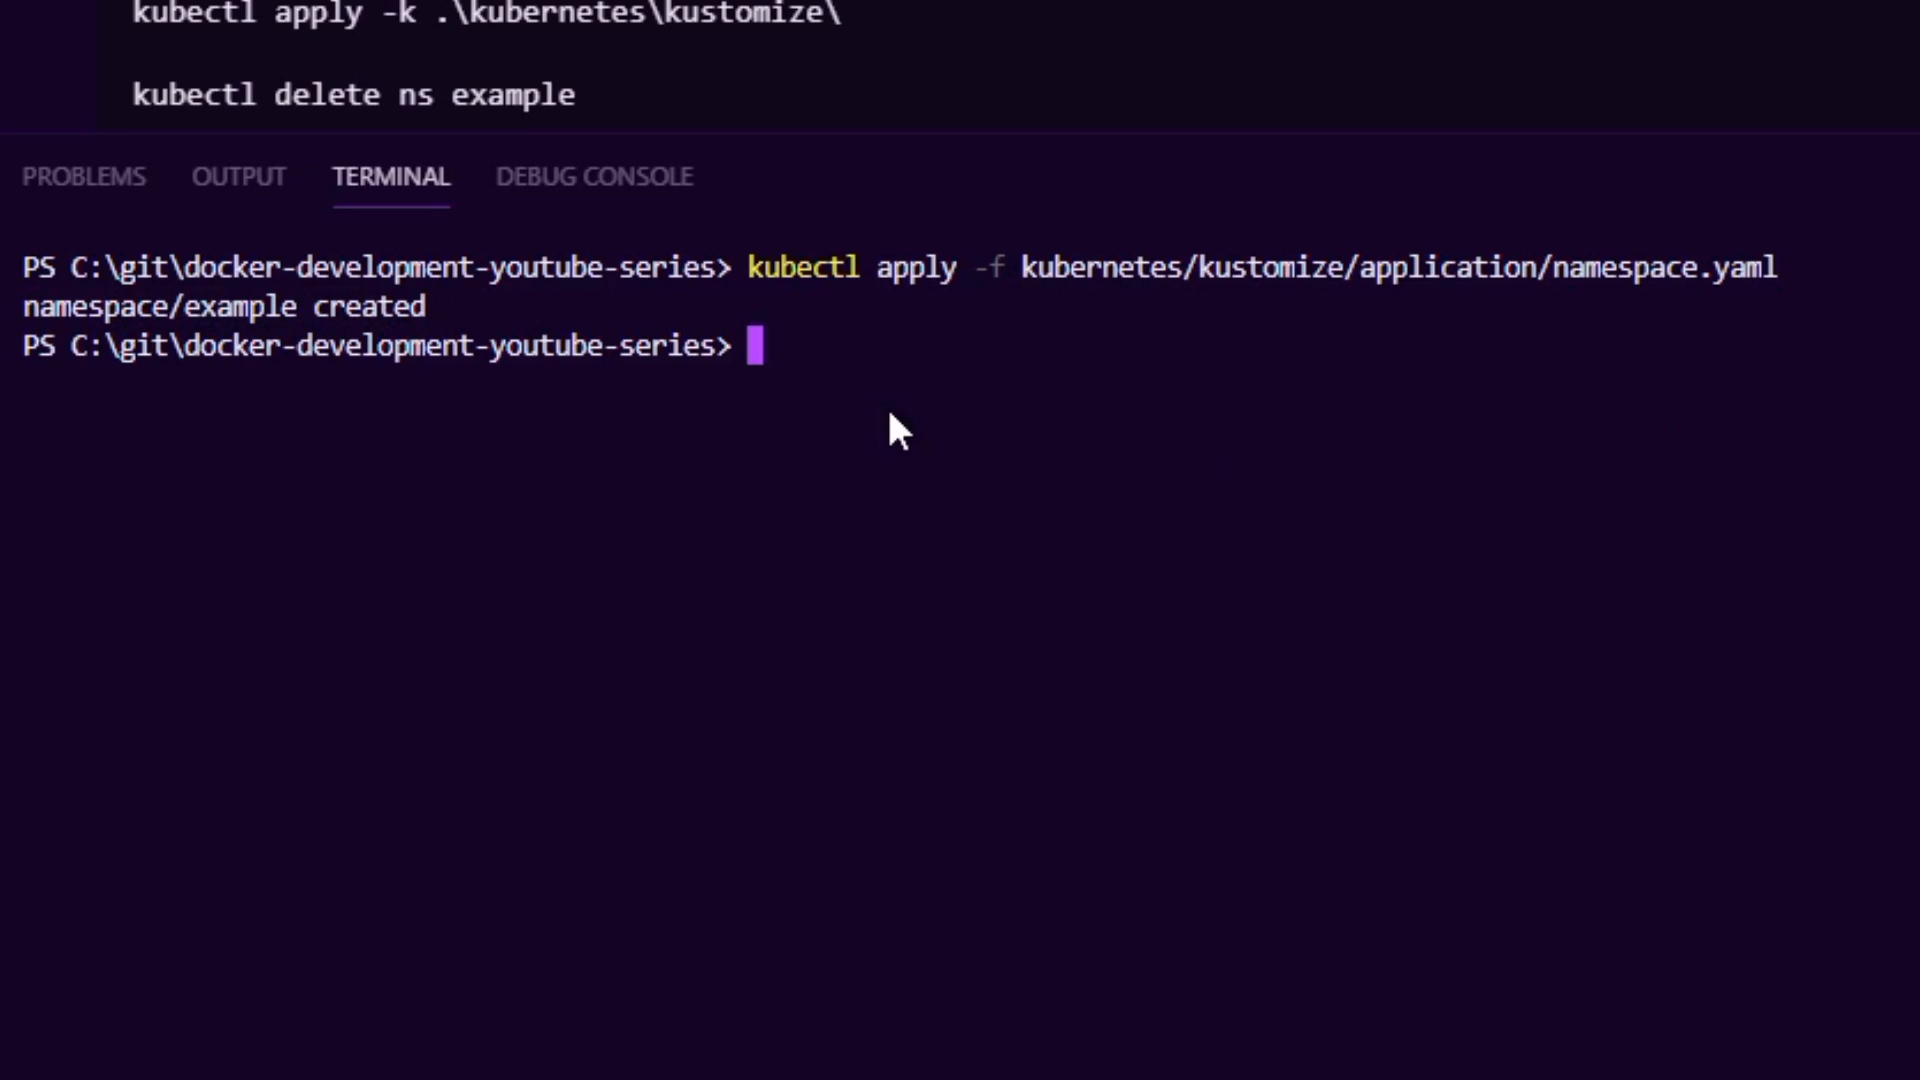 kubectl apply -k .\kubernetes\kustomize\
kubectl delete ns example
PROBLEMS OUTPUT TERMINAL DEBUG CONSOLE
PS C:\git\docker-development-youtube-series> kubectl apply -f kubernetes/kustomize/application/namespace.yaml
namespace/example created
PS C:\git\docker-development-youtube-series>